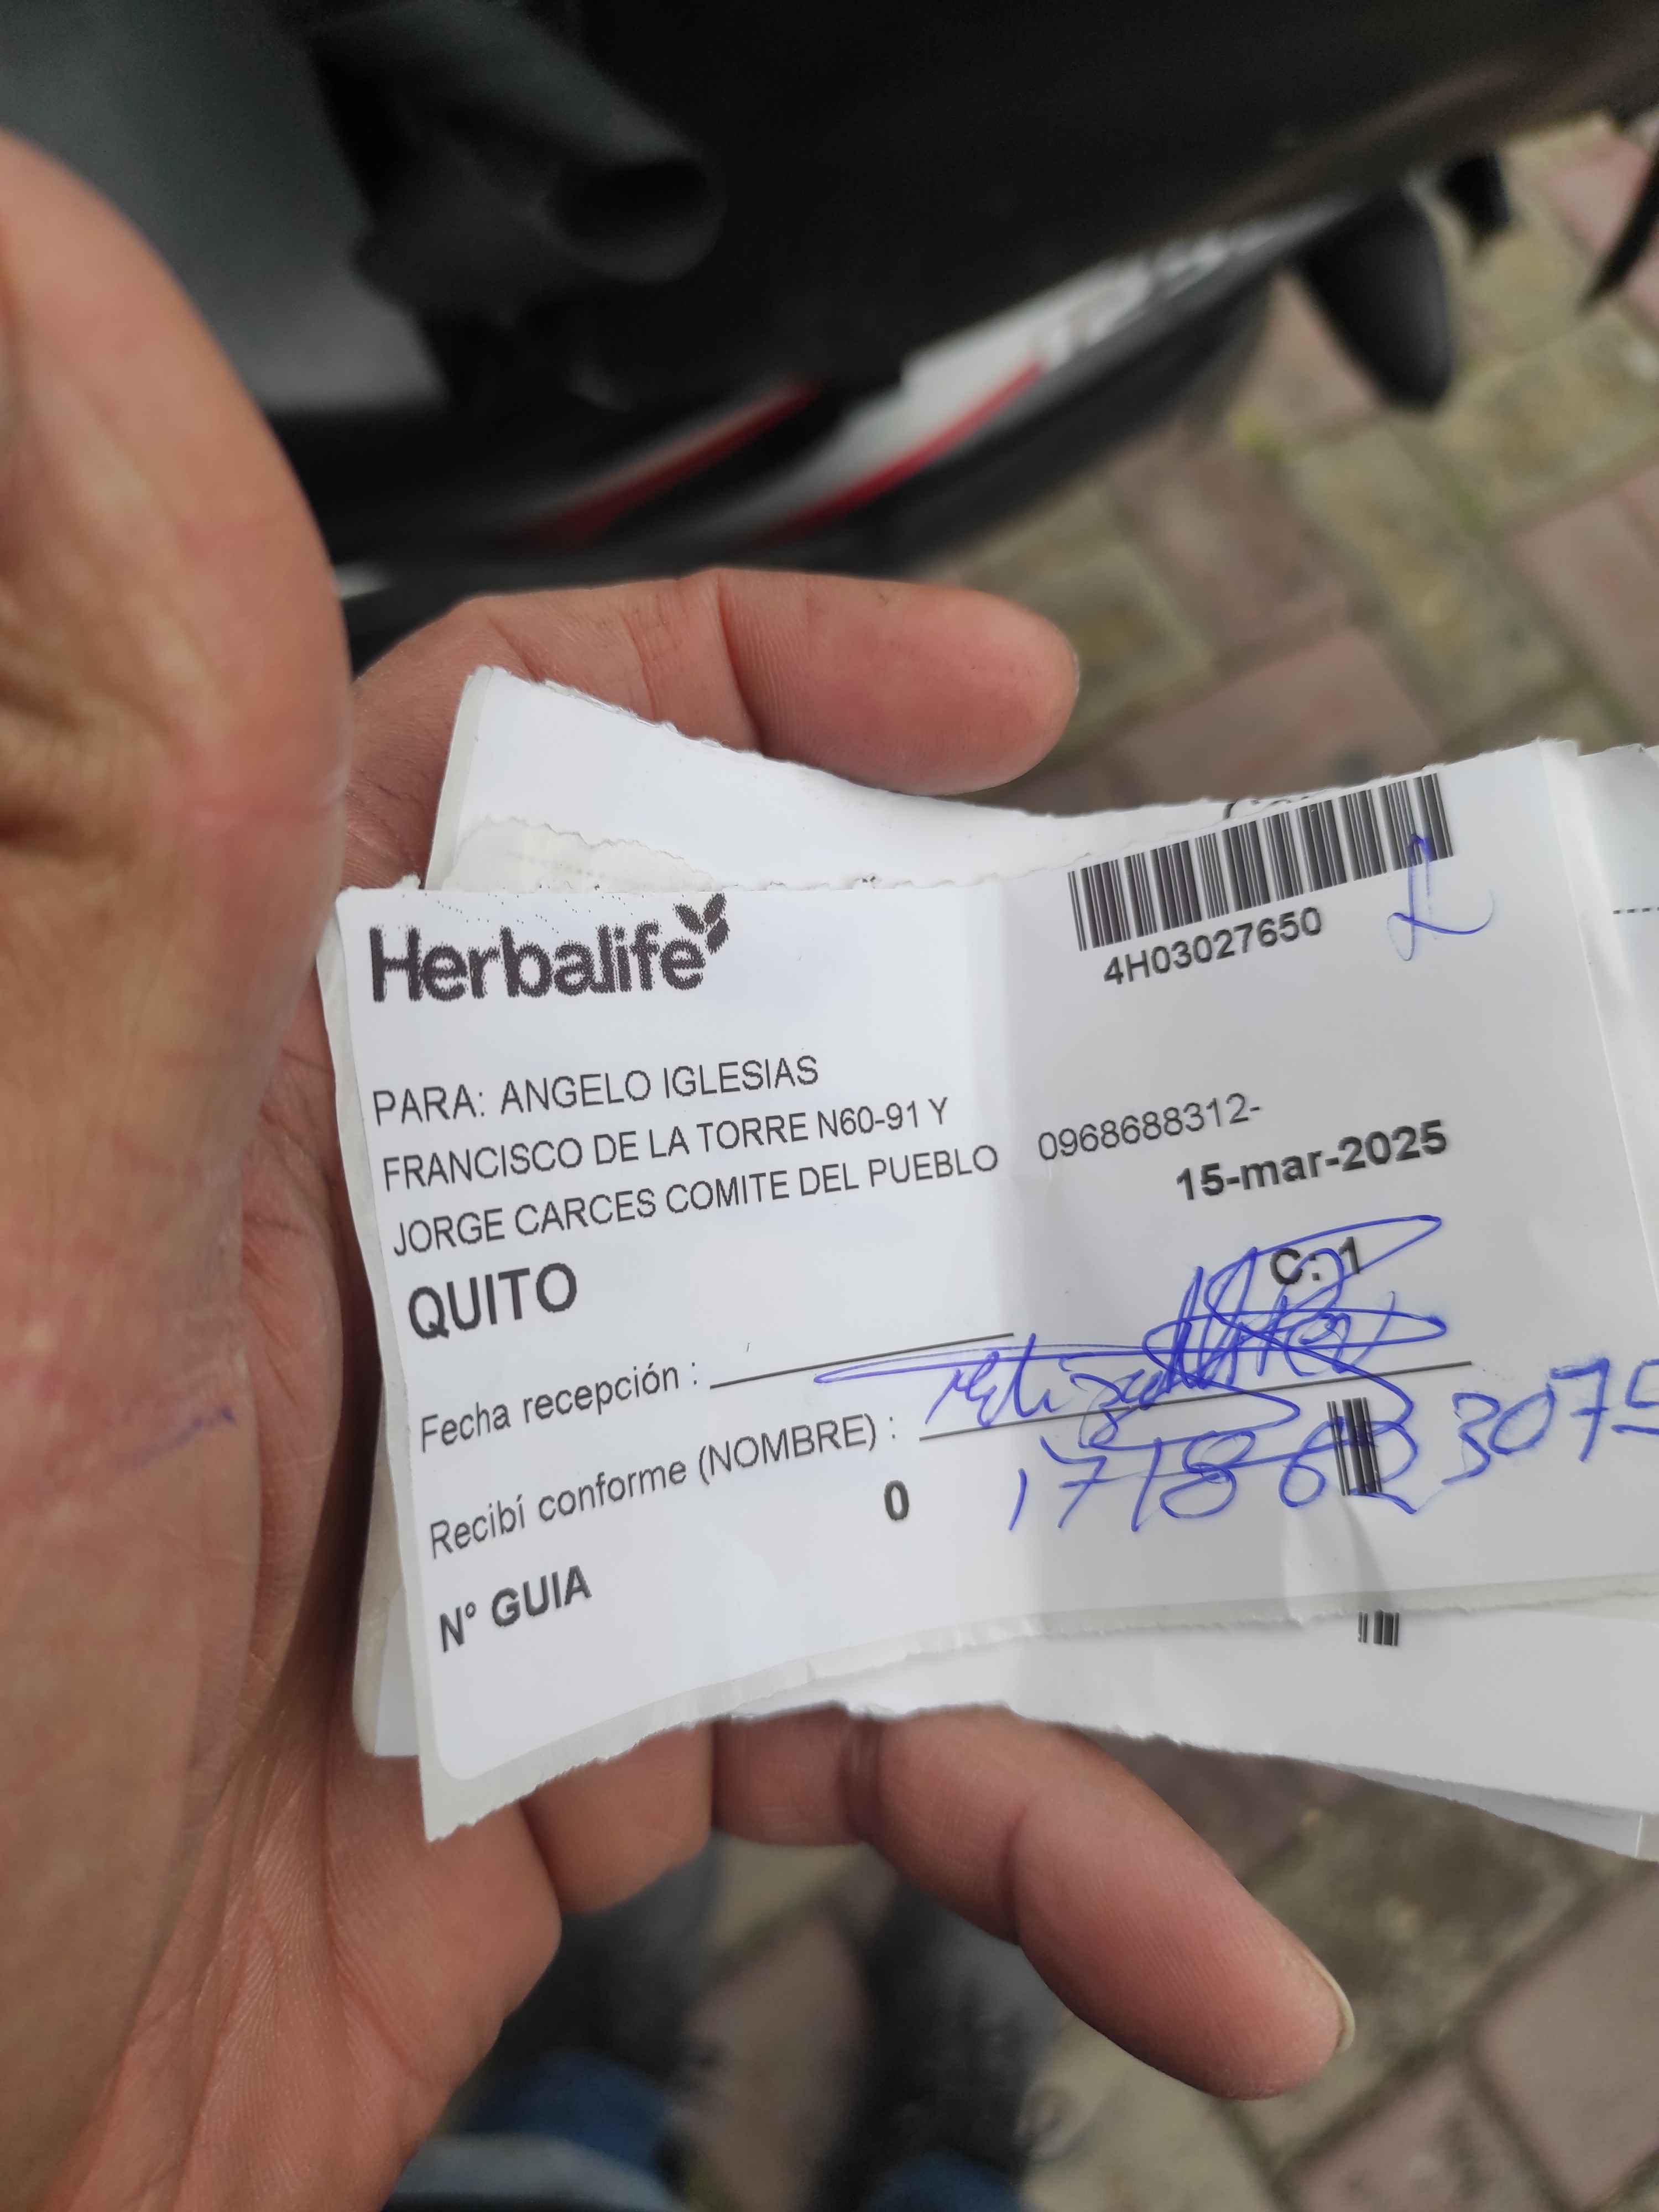 Herbalife
4H03027650
PARA: ANGELO IGLESIAS
FRANCISCO DE LA TORRE N60-91 Y
JORGE CARCES COMITE DEL PUEBLO 0968688312-
15-mar-2025
QUITO
C: 1
Fecha recepción :
Recibí conforme (NOMBRE) :
0
N° GUIA